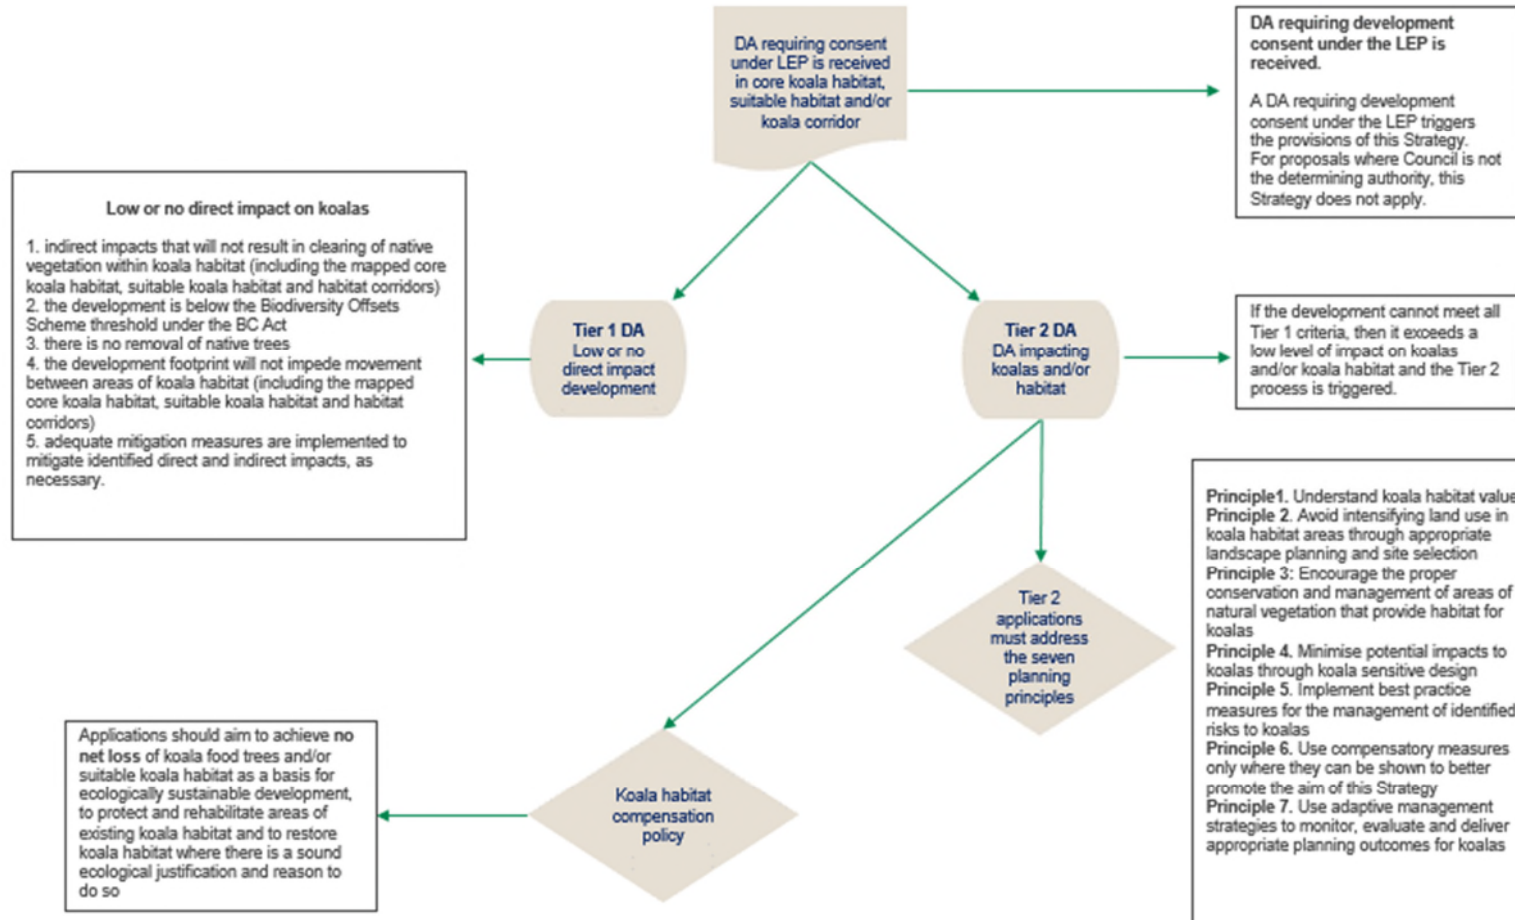 DA requiring consent
under LEP is received
in core koala habitat,
suitable habitat and/or
koala corridor
DA requiring development
consent under the LEP is
received.
A DA requiring development
consent under the LEP triggers
the provisions of this Strategy.
For proposals where Council is not
the determining authority, this
Strategy does not apply.
Low or no direct impact on koalas
1. indirect impacts that will not result in clearing of native
vegetation within koala habitat (including the mapped core
koala habitat, suitable koala habitat and habitat corridors)
2. the development is below the Biodiversity Offsets
Scheme threshold under the BC Act
3. there is no removal of native trees
4. the development footprint will not impede movement
between areas of koala habitat (including the mapped
core koala habitat, suitable koala habitat and habitat
corridors)
5. adequate mitigation measures are implemented to
mitigate identified direct and indirect impacts, as
necessary.
Tier 1 DA
Low or no
direct impact
development
Tier 2 DA
DA impacting
koalas and/or
habitat
If the development cannot meet all
Tier 1 criteria, then it exceeds a
low level of impact on koalas
and/or koala habitat and the Tier 2
process is triggered.
Tier 2
applications
must address
the seven
planning
principles
Principle1. Understand koala habitat value
Principle 2. Avoid intensifying land use in
koala habitat areas through appropriate
landscape planning and site selection
Principle 3: Encourage the proper
conservation and management of areas of
natural vegetation that provide habitat for
koalas
Principle 4. Minimise potential impacts to
koalas through koala sensitive design
Principle 5. Implement best practice
measures for the management of identified
risks to koalas
Principle 6. Use compensatory measures
only where they can be shown to better
promote the aim of this Strategy
Principle 7. Use adaptive management
strategies to monitor, evaluate and deliver
appropriate planning outcomes for koalas
Koala habitat
compensation
policy
Applications should aim to achieve no
net loss of koala food trees and/or
suitable koala habitat as a basis for
ecologically sustainable development,
to protect and rehabilitate areas of
existing koala habitat and to restore
koala habitat where there is a sound
ecological justification and reason to
do so